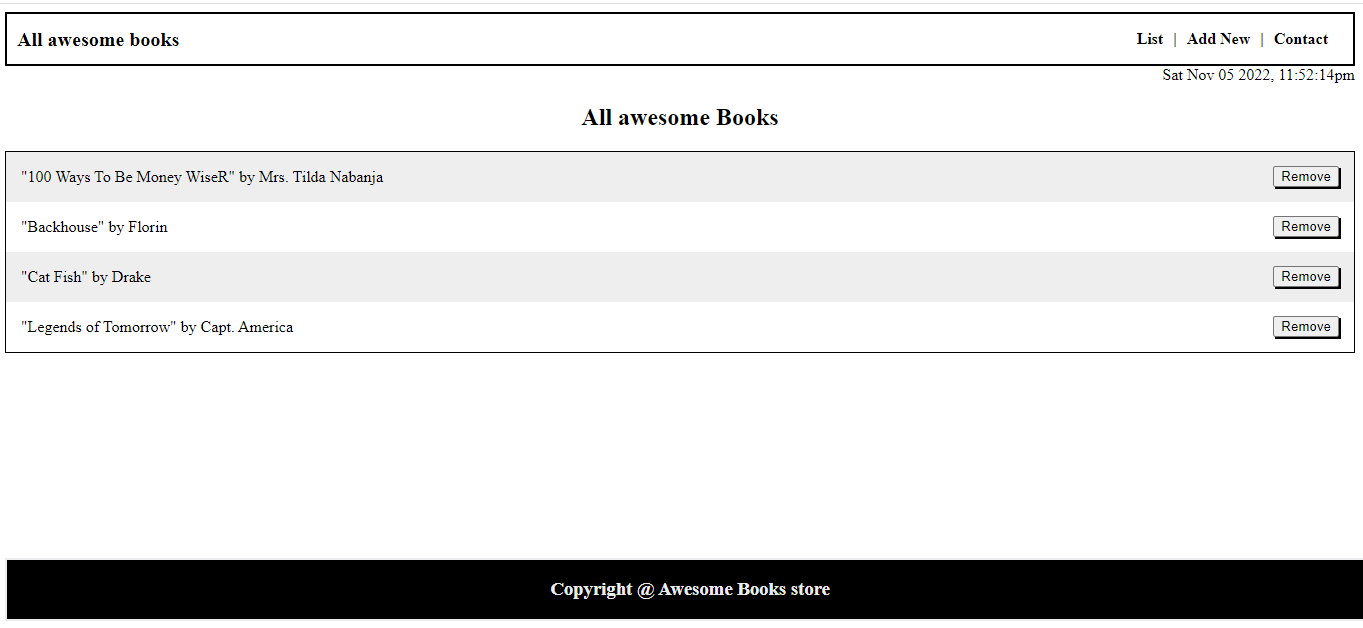 All awesome books List | Add New | Contact
Sat Nov 05 2022, 11:52:14pm
All awesome Books
"100 Ways To Be Money WiseR" by Mrs. Tilda Nabanja Remove
"Backhouse" by Florin Remove
"Cat Fish" by Drake Remove
"Legends of Tomorrow" by Capt. America Remove
Copyright @ Awesome Books store